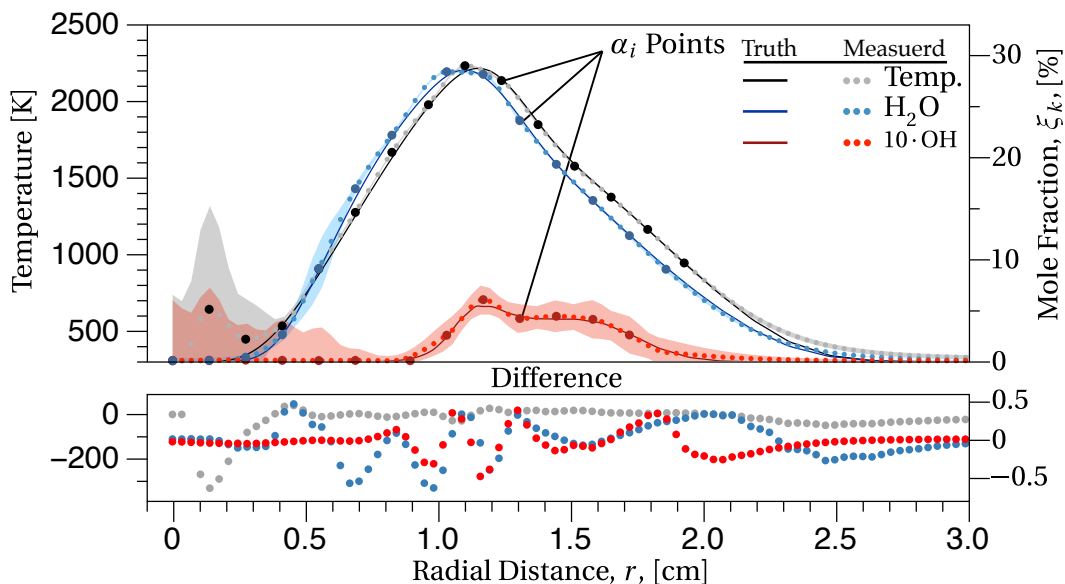 2500
2000
1500
1000
500
Temperature [K]
α_i Points
Truth Measuerd
Temp.
H₂O
10·OH
30
20
10
0
Mole Fraction, ξ_k, [%]
Difference
0
−200
0.5
0
−0.5
0 0.5 1.0 1.5 2.0 2.5 3.0
Radial Distance, r, [cm]